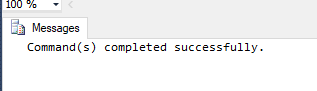 100 %
Messages
Command(s) completed successfully.